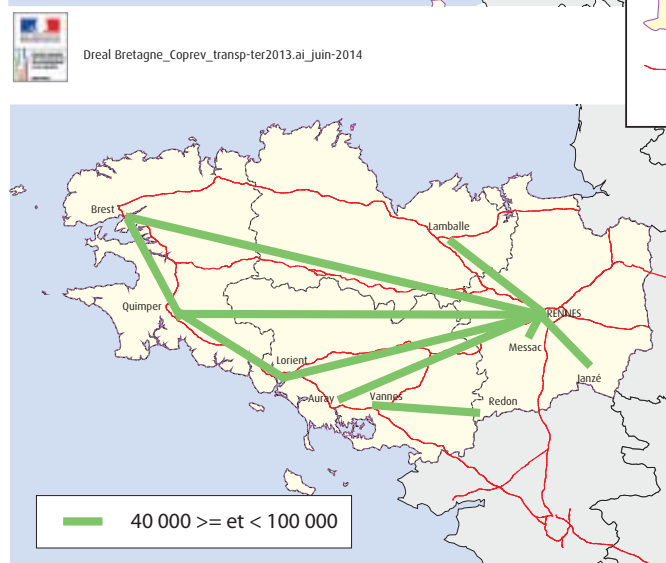 Dreal Bretagne_Coprev_transp-ter2013.ai_juin-2014
Brest
Lamballe
Quimper
RENNES
Messac
Lorient
Janzé
Auray
Vannes
Redon
40 000 >= et < 100 000